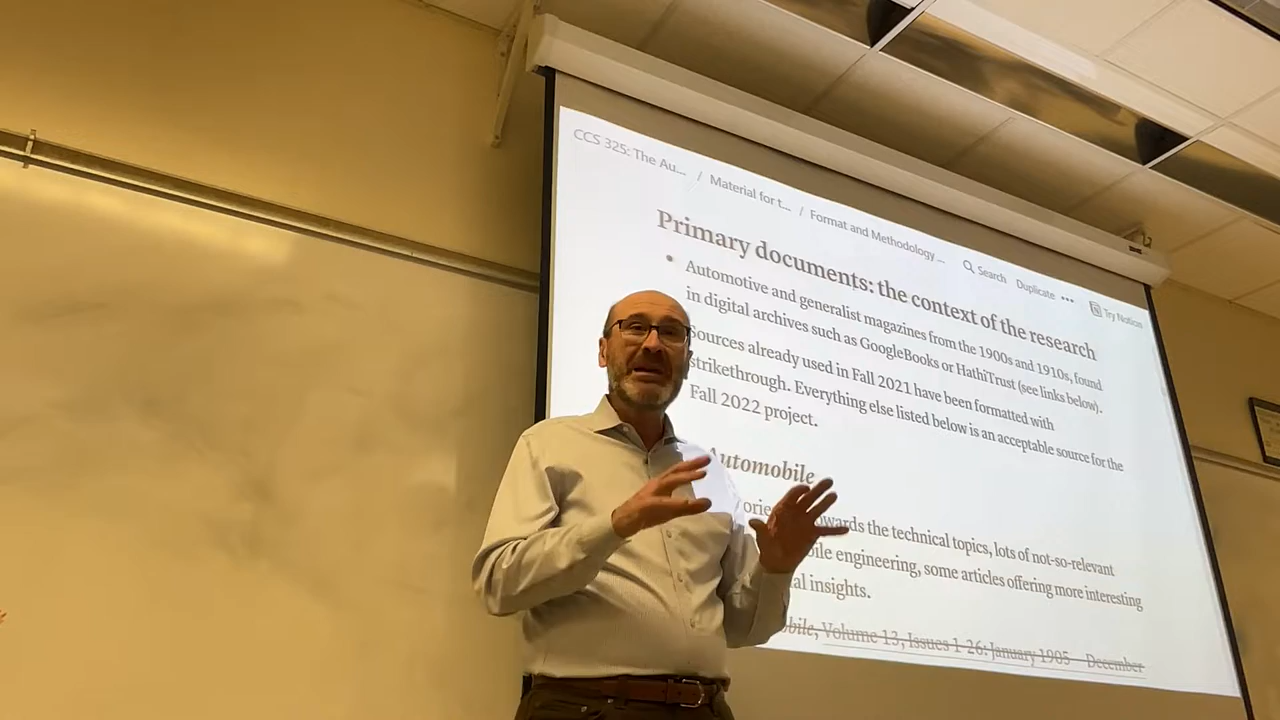 CCS 325: The Au... / Material for t... / Format and Methodology ... Search Duplicate ••• Try Notion
Primary documents: the context of the research
• Automotive and generalist magazines from the 1900s and 1910s, found
in digital archives such as GoogleBooks or HathiTrust (see links below).
Sources already used in Fall 2021 have been formatted with
strikethrough. Everything else listed below is an acceptable source for the
Fall 2022 project.
Automobile
towards the technical topics, lots of not-so-relevant
engineering, some articles offering more interesting
insights.
Volume 13, Issues 1-26: January 1905 – December